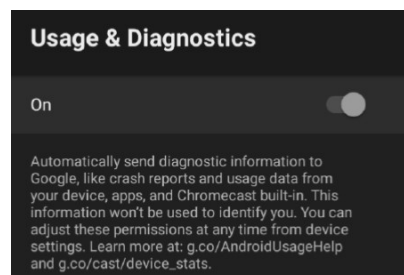 Usage & Diagnostics
On
Automatically send diagnostic information to
Google, like crash reports and usage data from
your device, apps, and Chromecast built-in. This
information won't be used to identify you. You can
adjust these permissions at any time from device
settings. Learn more at: g.co/AndroidUsageHelp
and g.co/cast/device_stats.